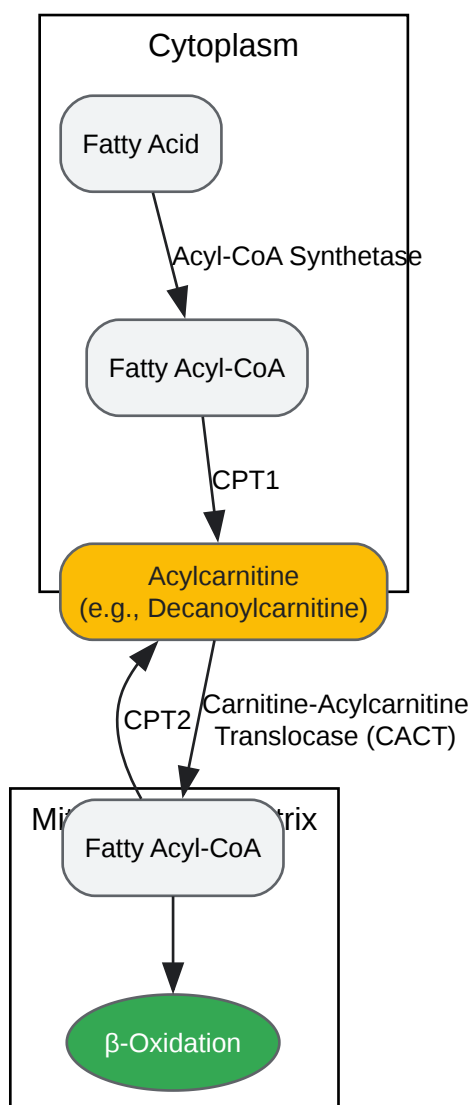 Cytoplasm
Fatty Acid
Acyl-CoA Synthetase
Fatty Acyl-CoA
CPT1
Acylcarnitine
(e.g., Decanoylcarnitine)
CPT2
Carnitine-Acylcarnitine
Translocase (CACT)
Fatty Acyl-CoA
β-Oxidation